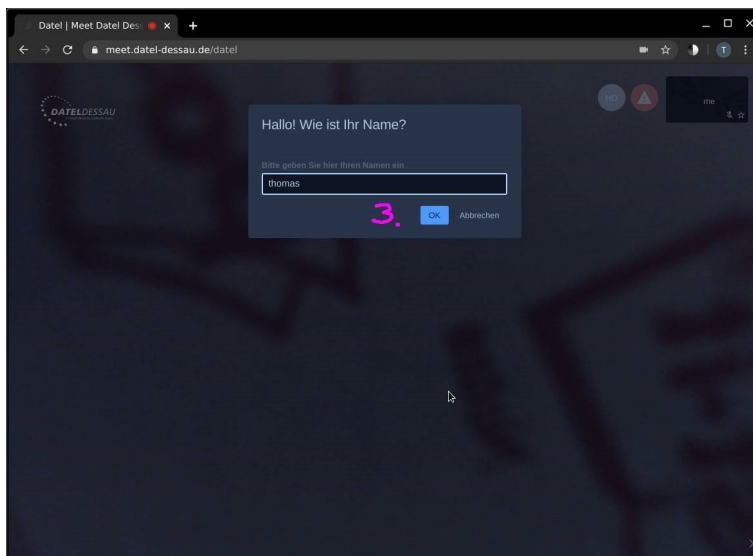 Datel | Meet Datel Des
meet.datel-dessau.de/datel
T
DATELDESSAU
HD
me
Hallo! Wie ist Ihr Name?
Bitte geben Sie hier Ihren Namen ein
thomas
3.
OK
Abbrechen